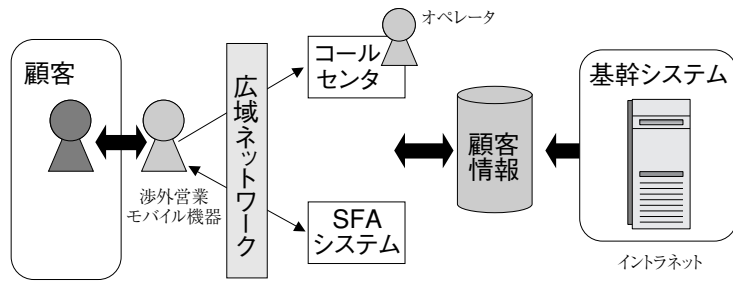 オペレータ
顧客
コール
センタ
基幹システム
広域ネットワーク
顧客
情報
渉外営業
モバイル機器
SFA
システム
イントラネット